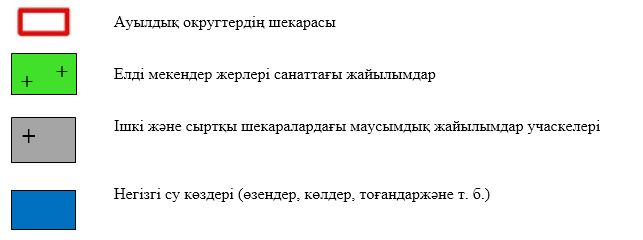 Ауылдық округтердің шекарасы
Елді мекендер жерлері санаттағы жайылымдар
Ішкі және сыртқы шекаралардағы маусымдық жайылымдар учаскелері
Негізгі су көздері (өзендер, көлдер, тоғандаржәне т. б.)